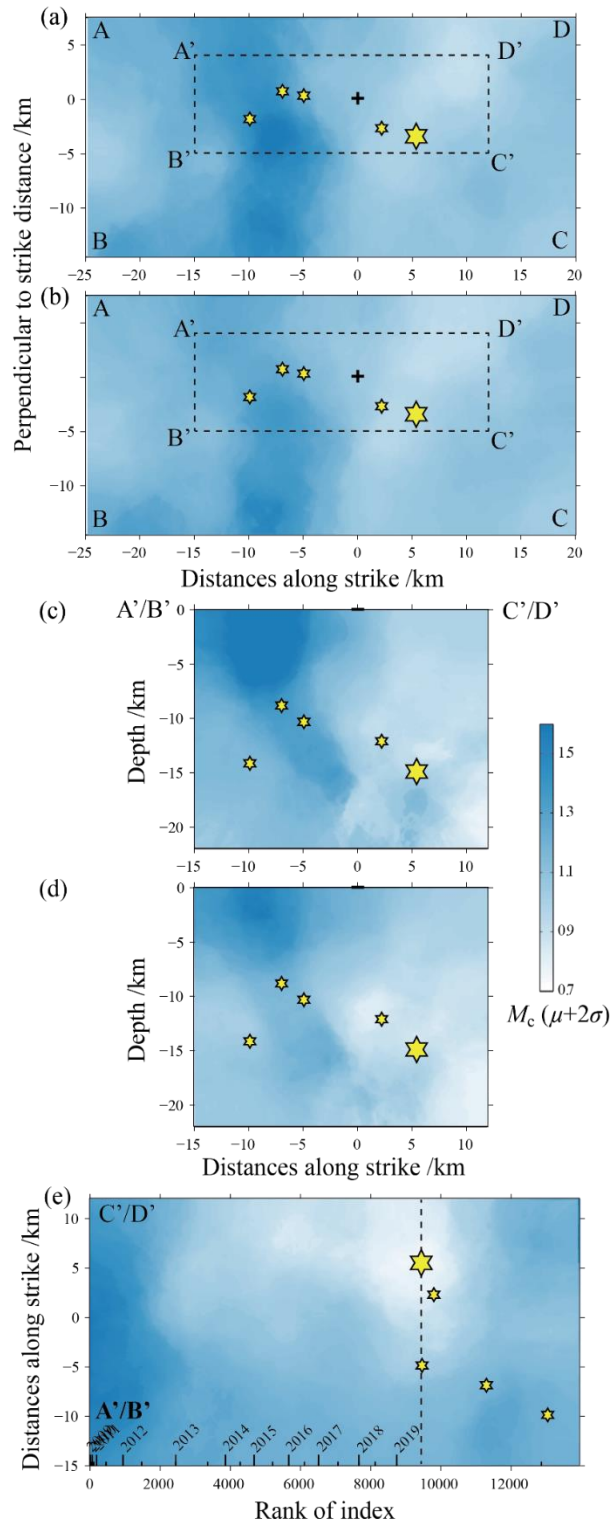 (a)
A
D
A'
D'
B'
C'
B
C
5
0
−5
−10
−25
−20
−15
−10
−5
0
5
10
15
20
Perpendicular to strike distance /km
(b)
A
D
A'
D'
B'
C'
B
C
−5
−10
−25
−20
−15
−10
−5
0
5
10
15
20
Distances along strike /km
(c)
A'/B'
C'/D'
0
−5
−10
−15
−20
Depth /km
−15
−10
−5
0
5
10
(d)
0
−5
−10
−15
−20
Depth /km
−15
−10
−5
0
5
10
Distances along strike /km
1.5
1.3
1.1
0.9
0.7
Mc (μ+2σ)
(e)
C'/D'
10
5
0
−5
−10
−15
Distances along strike /km
A'/B'
2011
2012
2013
2014
2015
2016
2017
2018
2019
0
2000
4000
6000
8000
10000
12000
Rank of index